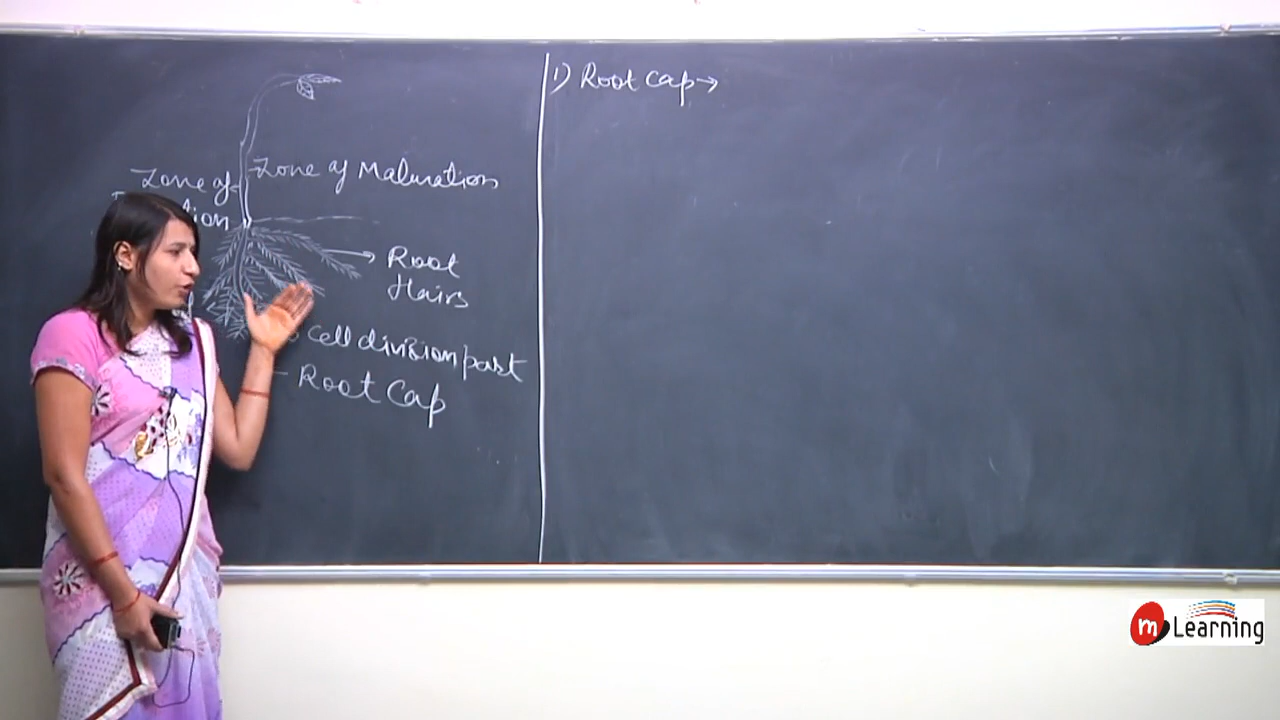 Zone of
Zone of Maturation
Root
Hairs
Cell division part
Root Cap
1) Root Cap →
m Learning